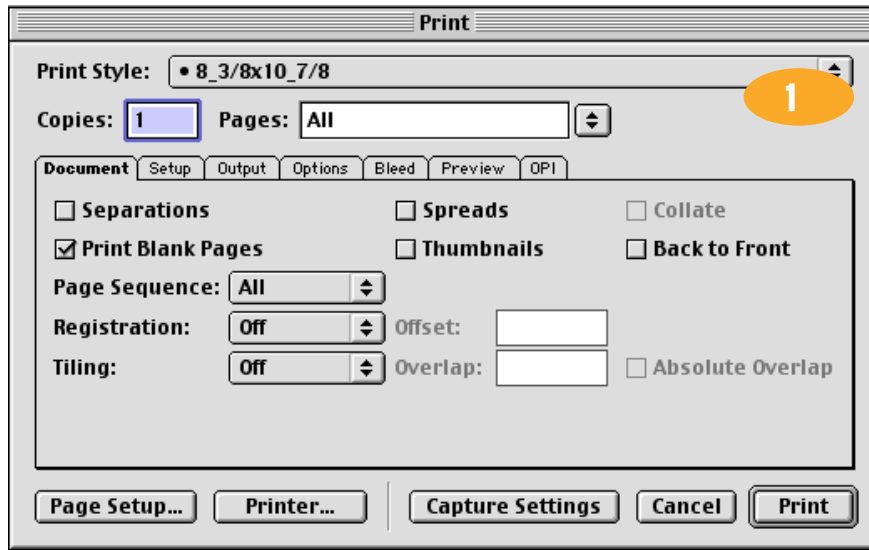 Print
Print Style: • 8_3/8x10_7/8
1
Copies: 1 Pages: All
Document Setup Output Options Bleed Preview OPI
Separations Spreads Collate
Print Blank Pages Thumbnails Back to Front
Page Sequence: All
Registration: Off Offset:
Tiling: Off Overlap: Absolute Overlap
Page Setup... Printer... Capture Settings Cancel Print